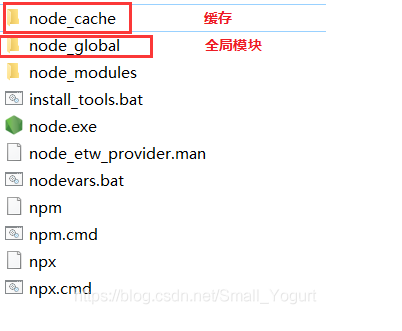 node_cache 缓存
node_global 全局模块
node_modules
install_tools.bat
node.exe
node_etw_provider.man
nodevars.bat
npm
npm.cmd
npx
npx.cmd
https://blog.csdn.net/Small_Yogurt